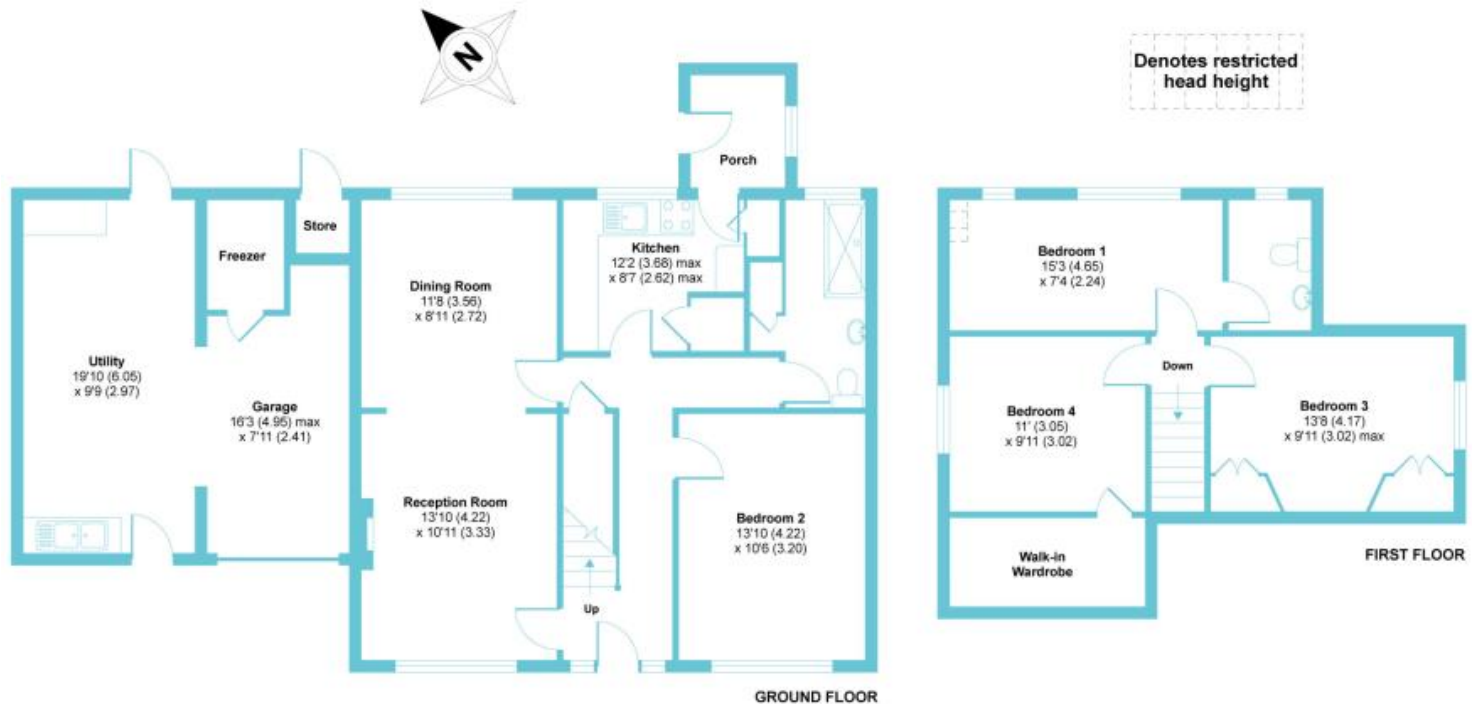 N
Denotes restricted
head height
Porch
Store
Freezer
Kitchen
12'2 (3.68) max
x 8'7 (2.62) max
Dining Room
11'8 (3.56)
x 8'11 (2.72)
Utility
19'10 (6.05)
x 9'9 (2.97)
Garage
16'3 (4.95) max
x 7'11 (2.41)
Reception Room
13'10 (4.22)
x 10'11 (3.33)
Bedroom 2
13'10 (4.22)
x 10'6 (3.20)
Up
GROUND FLOOR
Bedroom 1
15'3 (4.65)
x 7'4 (2.24)
Down
Bedroom 4
11' (3.05)
x 9'11 (3.02)
Bedroom 3
13'8 (4.17)
x 9'11 (3.02) max
Walk-in
Wardrobe
FIRST FLOOR